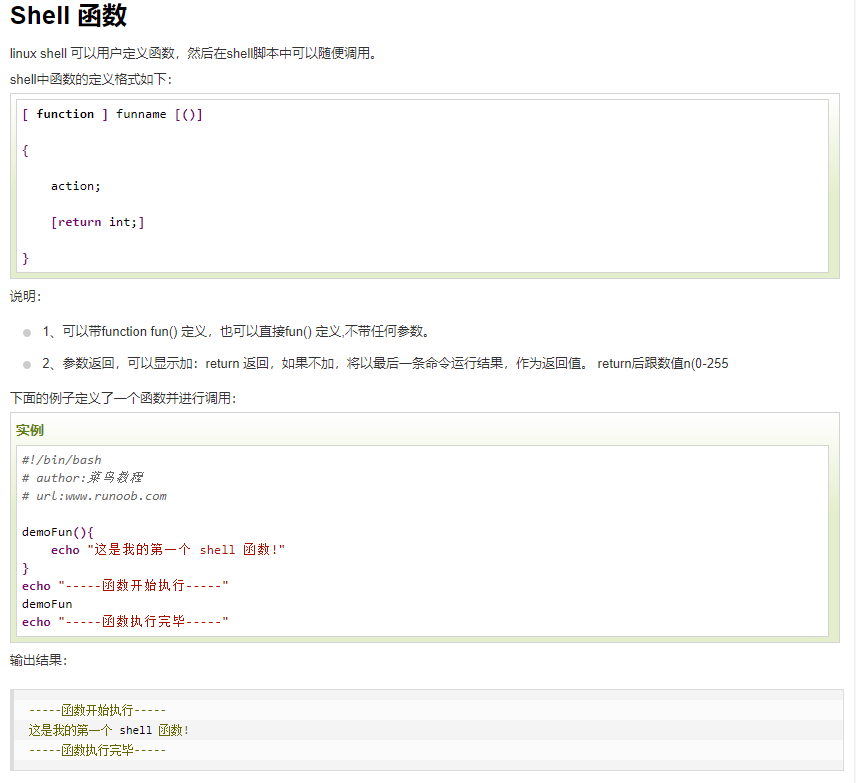 Shell 函数
linux shell 可以用户定义函数，然后在shell脚本中可以随便调用。
shell中函数的定义格式如下：
[ function ] funname [()]
{
    action;
    [return int;]
}
说明：
1、可以带function fun() 定义，也可以直接fun() 定义,不带任何参数。
2、参数返回，可以显示加：return 返回，如果不加，将以最后一条命令运行结果，作为返回值。 return后跟数值n(0-255
下面的例子定义了一个函数并进行调用：
实例
#!/bin/bash
# author:菜鸟教程
# url:www.runoob.com
demoFun(){
    echo "这是我的第一个 shell 函数!"
}
echo "-----函数开始执行-----"
demoFun
echo "-----函数执行完毕-----"
输出结果：
-----函数开始执行-----
这是我的第一个 shell 函数!
-----函数执行完毕-----